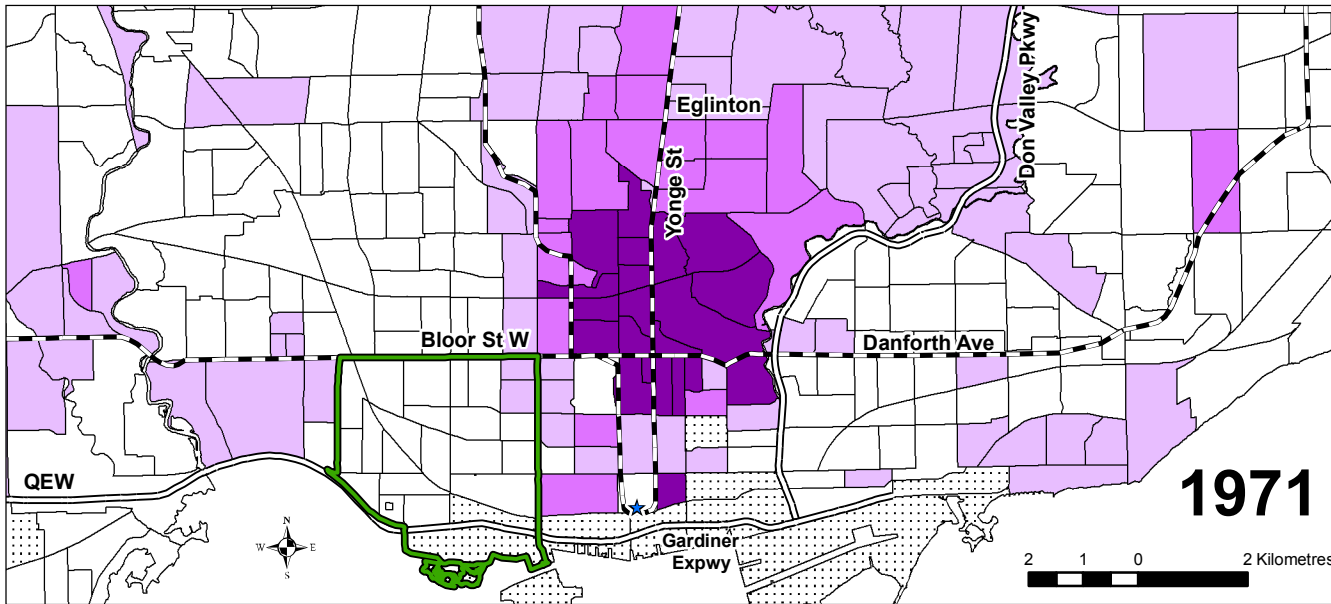 Eglinton
Yonge St
Don Valley Pkwy
Bloor St W
Danforth Ave
QEW
1971
Gardiner
Expwy
N
W E
S
2 1 0 2 Kilometres